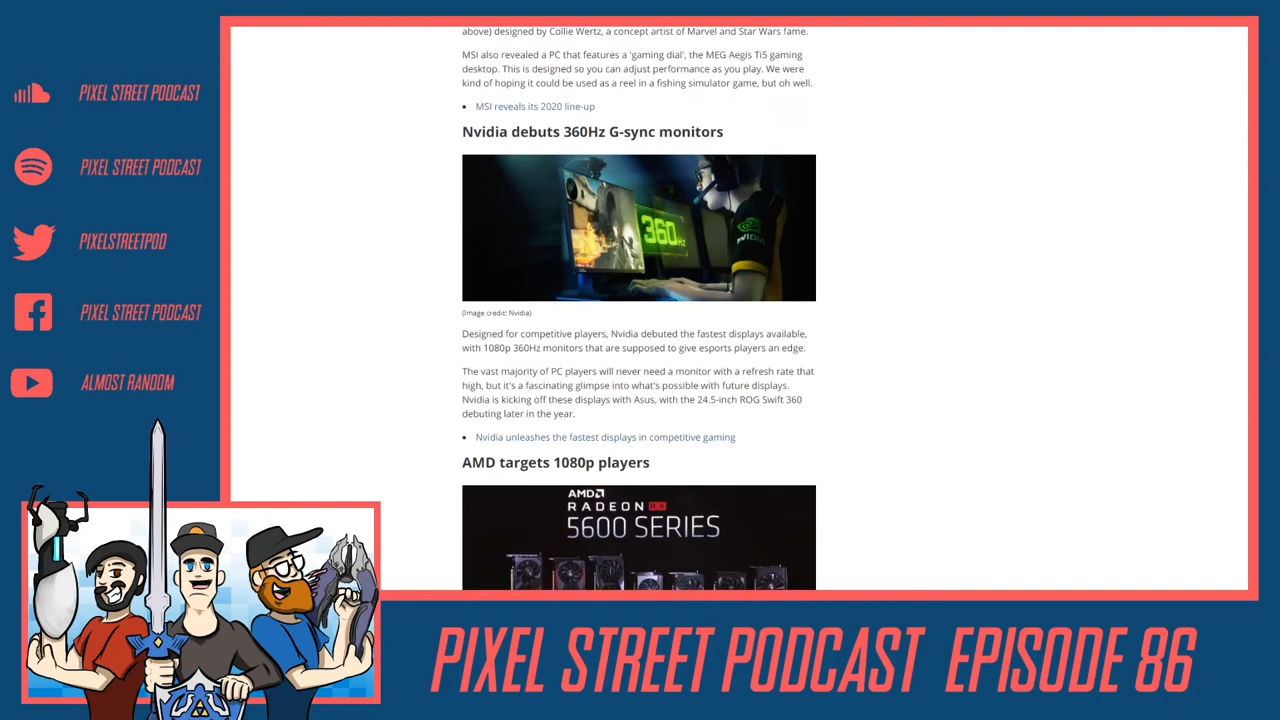 PIXEL STREET PODCAST
PIXEL STREET PODCAST
PIXELSTREETPOD
PIXEL STREET PODCAST
ALMOST RANDOM
above) designed by Collie Wertz, a concept artist of Marvel and Star Wars fame.
MSI also revealed a PC that features a 'gaming dial', the MEG Aegis Ti5 gaming
desktop. This is designed so you can adjust performance as you play. We were
kind of hoping it could be used as a reel in a fishing simulator game, but oh well.
• MSI reveals its 2020 line-up
Nvidia debuts 360Hz G-sync monitors
360Hz
NVIDIA
(Image credit: Nvidia)
Designed for competitive players, Nvidia debuted the fastest displays available,
with 1080p 360Hz monitors that are supposed to give esports players an edge.
The vast majority of PC players will never need a monitor with a refresh rate that
high, but it's a fascinating glimpse into what's possible with future displays.
Nvidia is kicking off these displays with Asus, with the 24.5-inch ROG Swift 360
debuting later in the year.
• Nvidia unleashes the fastest displays in competitive gaming
AMD targets 1080p players
AMD
RADEON RX
5600 SERIES
PIXEL STREET PODCAST EPISODE 86